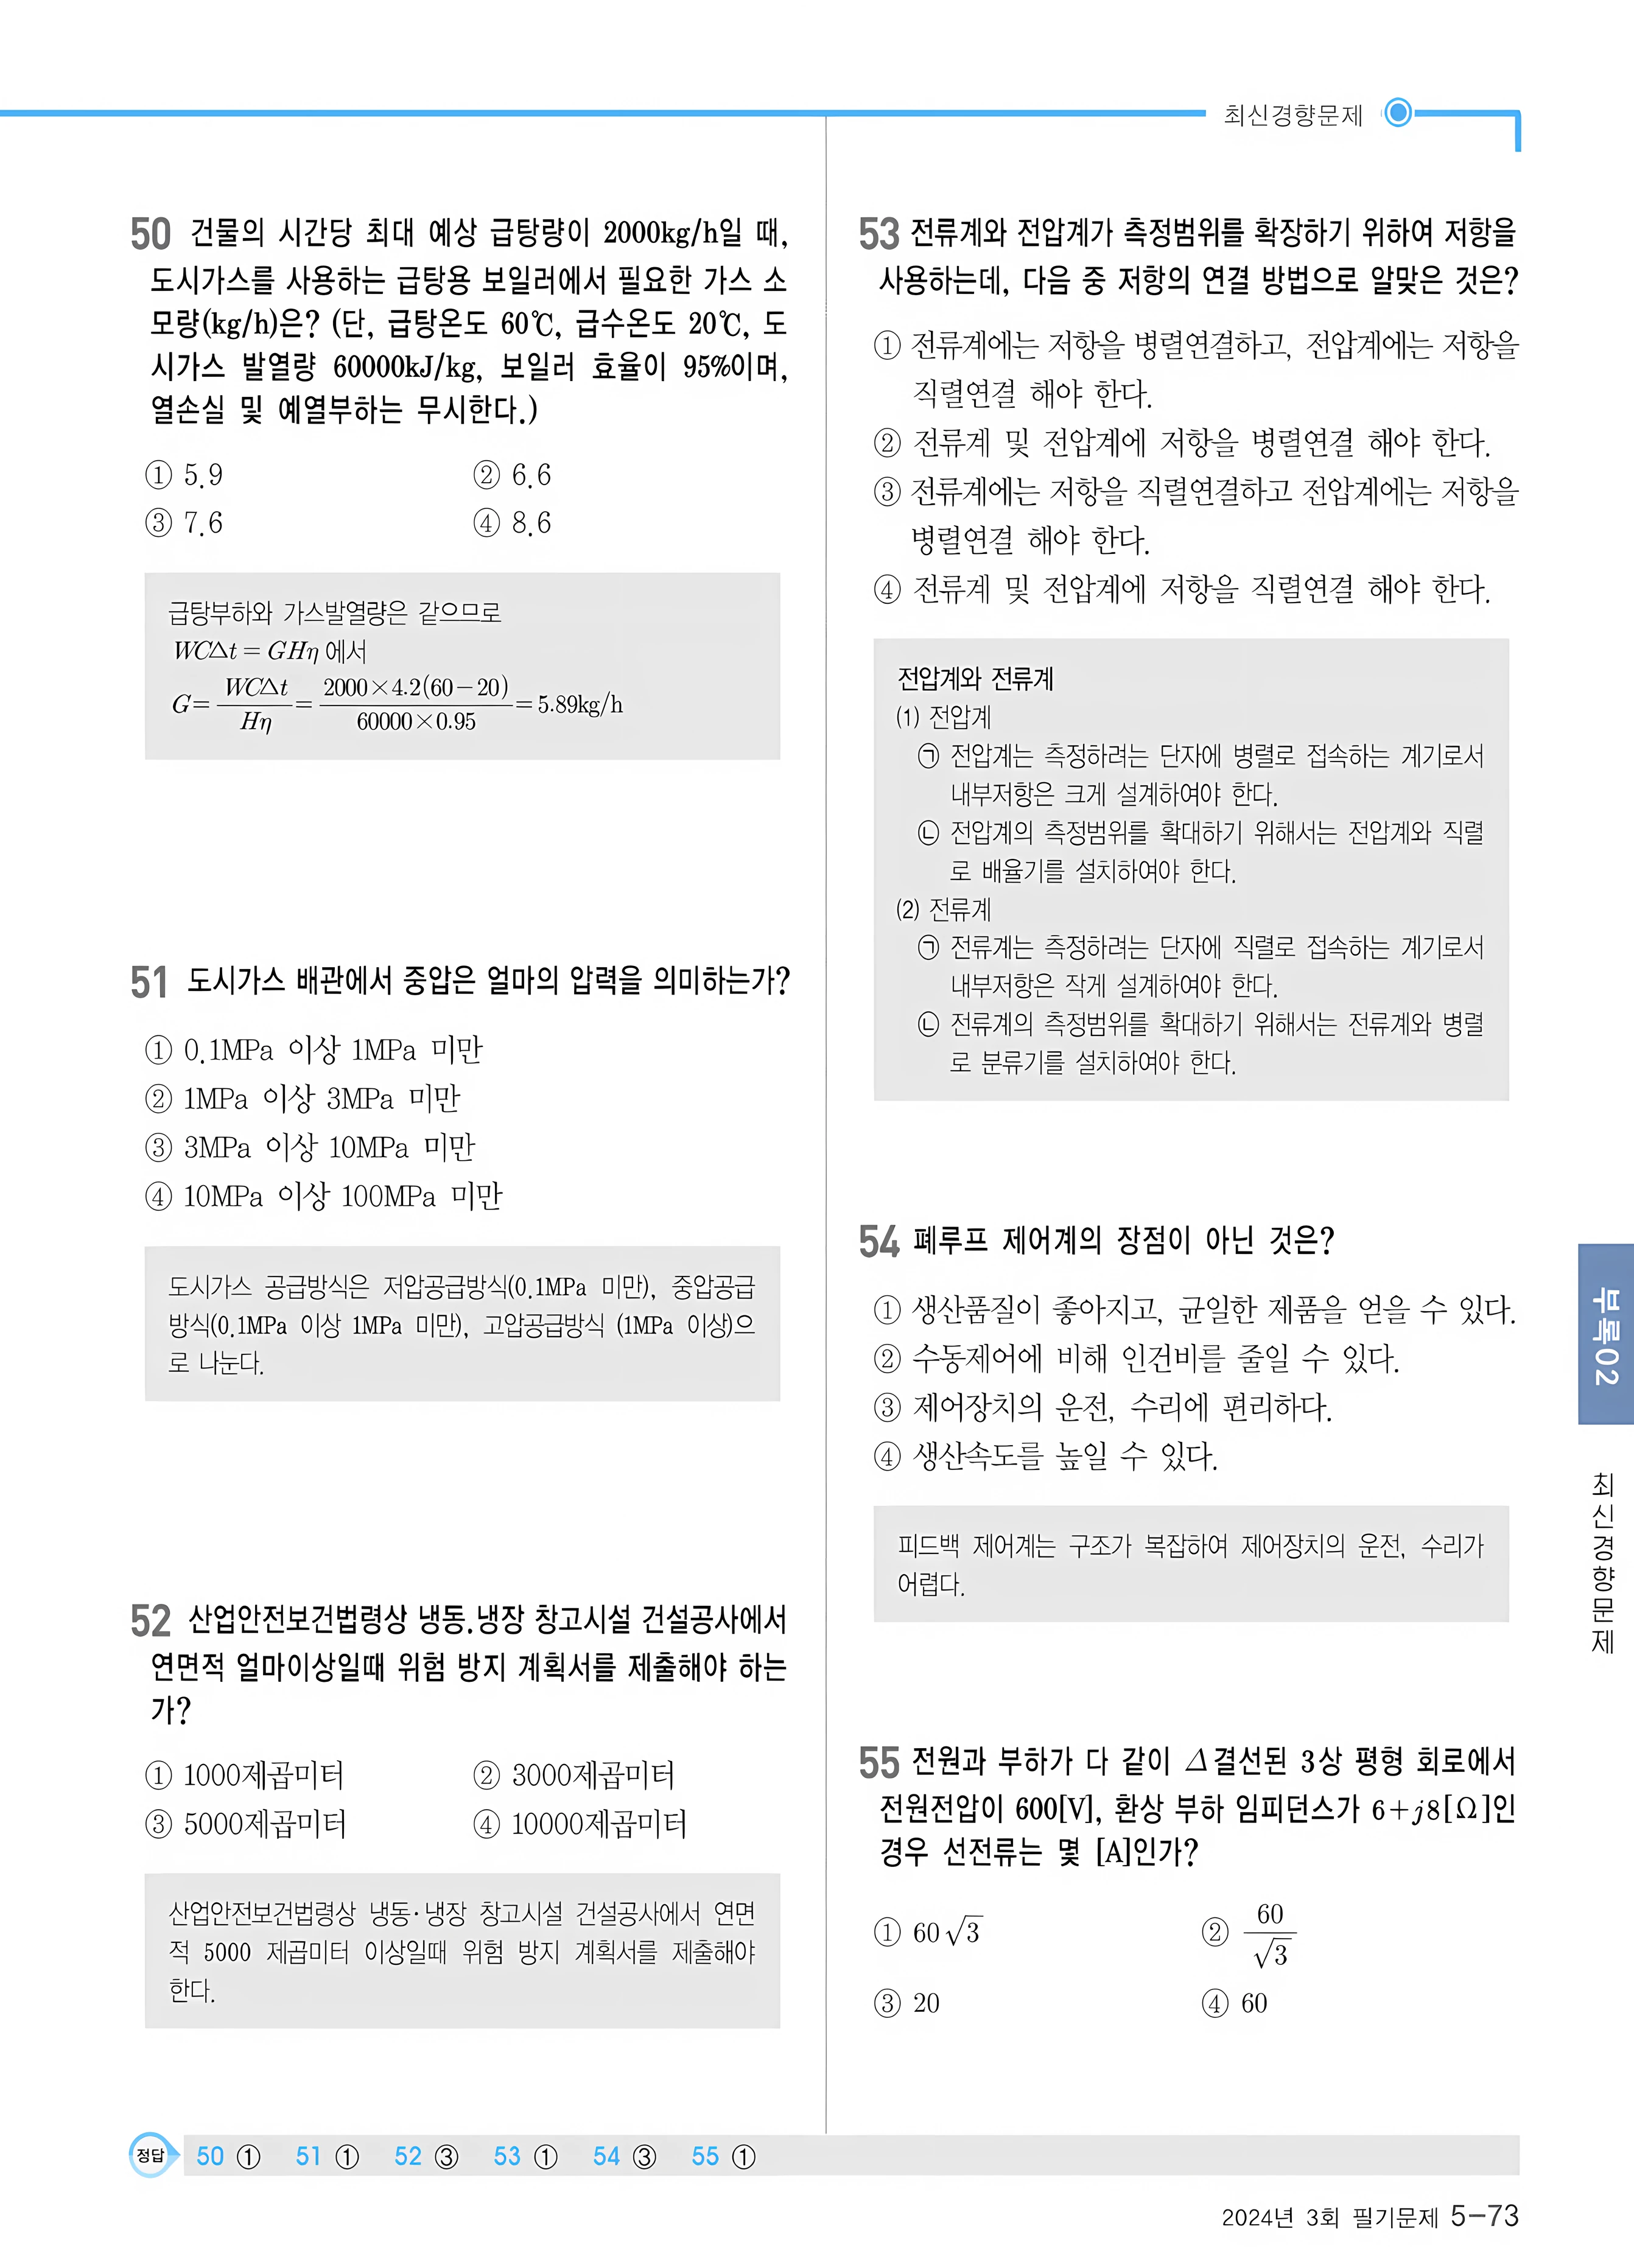 최신경향문제
50 건물의 시간당 최대 예상 급탕량이 2000kg/h일 때,
도시가스를 사용하는 급탕용 보일러에서 필요한 가스 소
모량(kg/h)은? (단, 급탕온도 60℃, 급수온도 20℃, 도
시가스 발열량 60000kJ/kg, 보일러 효율이 95%이며,
열손실 및 예열부하는 무시한다.)
① 5.9 ② 6.6
③ 7.6 ④ 8.6
급탕부하와 가스발열량은 같으므로
WC△t = GHη 에서
G = WC△t / Hη = 2000×4.2(60−20) / 60000×0.95 = 5.89kg/h
51 도시가스 배관에서 중압은 얼마의 압력을 의미하는가?
① 0.1MPa 이상 1MPa 미만
② 1MPa 이상 3MPa 미만
③ 3MPa 이상 10MPa 미만
④ 10MPa 이상 100MPa 미만
도시가스 공급방식은 저압공급방식(0.1MPa 미만), 중압공급
방식(0.1MPa 이상 1MPa 미만), 고압공급방식 (1MPa 이상)으
로 나눈다.
52 산업안전보건법령상 냉동.냉장 창고시설 건설공사에서
연면적 얼마이상일때 위험 방지 계획서를 제출해야 하는
가?
① 1000제곱미터 ② 3000제곱미터
③ 5000제곱미터 ④ 10000제곱미터
산업안전보건법령상 냉동·냉장 창고시설 건설공사에서 연면
적 5000 제곱미터 이상일때 위험 방지 계획서를 제출해야
한다.
53 전류계와 전압계가 측정범위를 확장하기 위하여 저항을
사용하는데, 다음 중 저항의 연결 방법으로 알맞은 것은?
① 전류계에는 저항을 병렬연결하고, 전압계에는 저항을
직렬연결 해야 한다.
② 전류계 및 전압계에 저항을 병렬연결 해야 한다.
③ 전류계에는 저항을 직렬연결하고 전압계에는 저항을
병렬연결 해야 한다.
④ 전류계 및 전압계에 저항을 직렬연결 해야 한다.
전압계와 전류계
(1) 전압계
㉠ 전압계는 측정하려는 단자에 병렬로 접속하는 계기로서
내부저항은 크게 설계하여야 한다.
㉡ 전압계의 측정범위를 확대하기 위해서는 전압계와 직렬
로 배율기를 설치하여야 한다.
(2) 전류계
㉠ 전류계는 측정하려는 단자에 직렬로 접속하는 계기로서
내부저항은 작게 설계하여야 한다.
㉡ 전류계의 측정범위를 확대하기 위해서는 전류계와 병렬
로 분류기를 설치하여야 한다.
54 폐루프 제어계의 장점이 아닌 것은?
① 생산품질이 좋아지고, 균일한 제품을 얻을 수 있다.
② 수동제어에 비해 인건비를 줄일 수 있다.
③ 제어장치의 운전, 수리에 편리하다.
④ 생산속도를 높일 수 있다.
피드백 제어계는 구조가 복잡하여 제어장치의 운전, 수리가
어렵다.
55 전원과 부하가 다 같이 Δ결선된 3상 평형 회로에서
전원전압이 600[V], 환상 부하 임피던스가 6+j8[Ω]인
경우 선전류는 몇 [A]인가?
① 60√3 ② 60/√3
③ 20 ④ 60
부록02
최신경향문제
정답 50 ① 51 ① 52 ③ 53 ① 54 ③ 55 ①
2024년 3회 필기문제 5−73